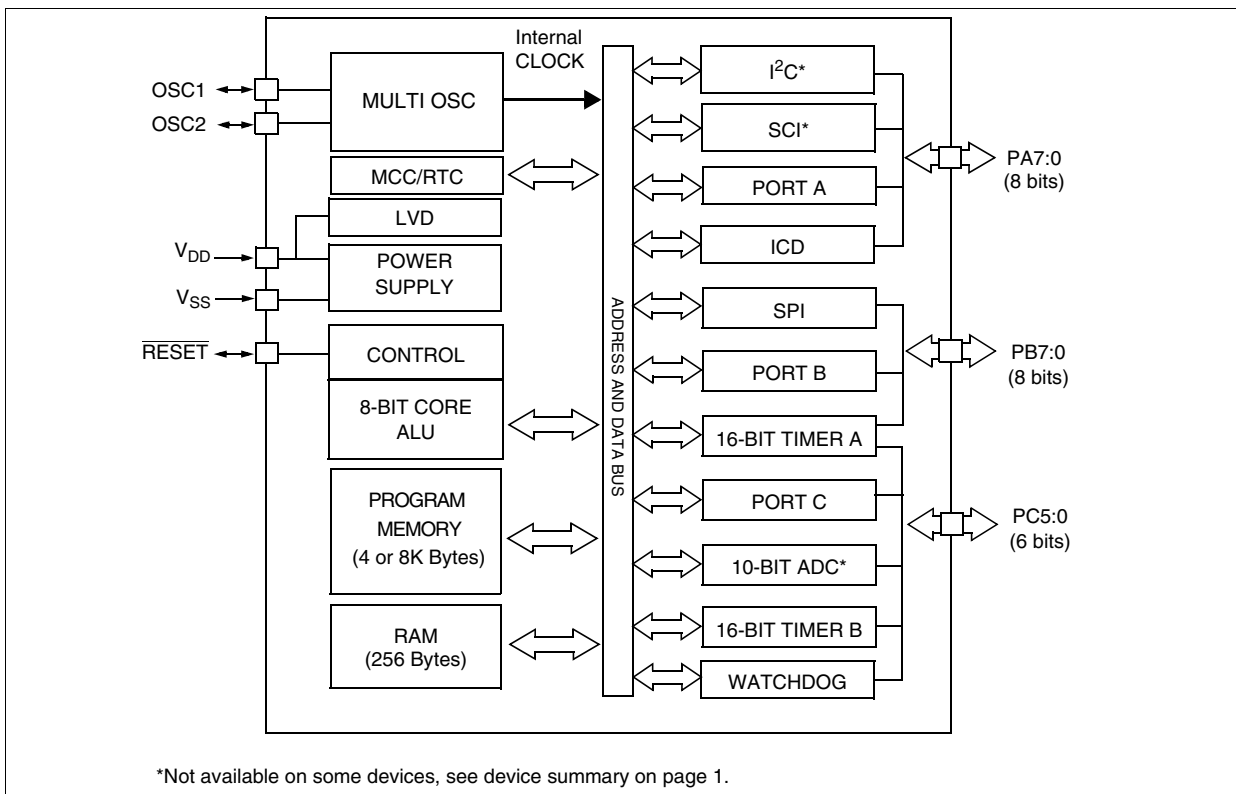 Internal
CLOCK
OSC1
OSC2
MULTI OSC
MCC/RTC
LVD
VDD
POWER
SUPPLY
VSS
RESET
CONTROL
8-BIT CORE
ALU
PROGRAM
MEMORY
(4 or 8K Bytes)
RAM
(256 Bytes)
ADDRESS AND DATA BUS
I²C*
SCI*
PORT A
ICD
PA7:0
(8 bits)
SPI
PORT B
16-BIT TIMER A
PB7:0
(8 bits)
PORT C
10-BIT ADC*
16-BIT TIMER B
WATCHDOG
PC5:0
(6 bits)
*Not available on some devices, see device summary on page 1.